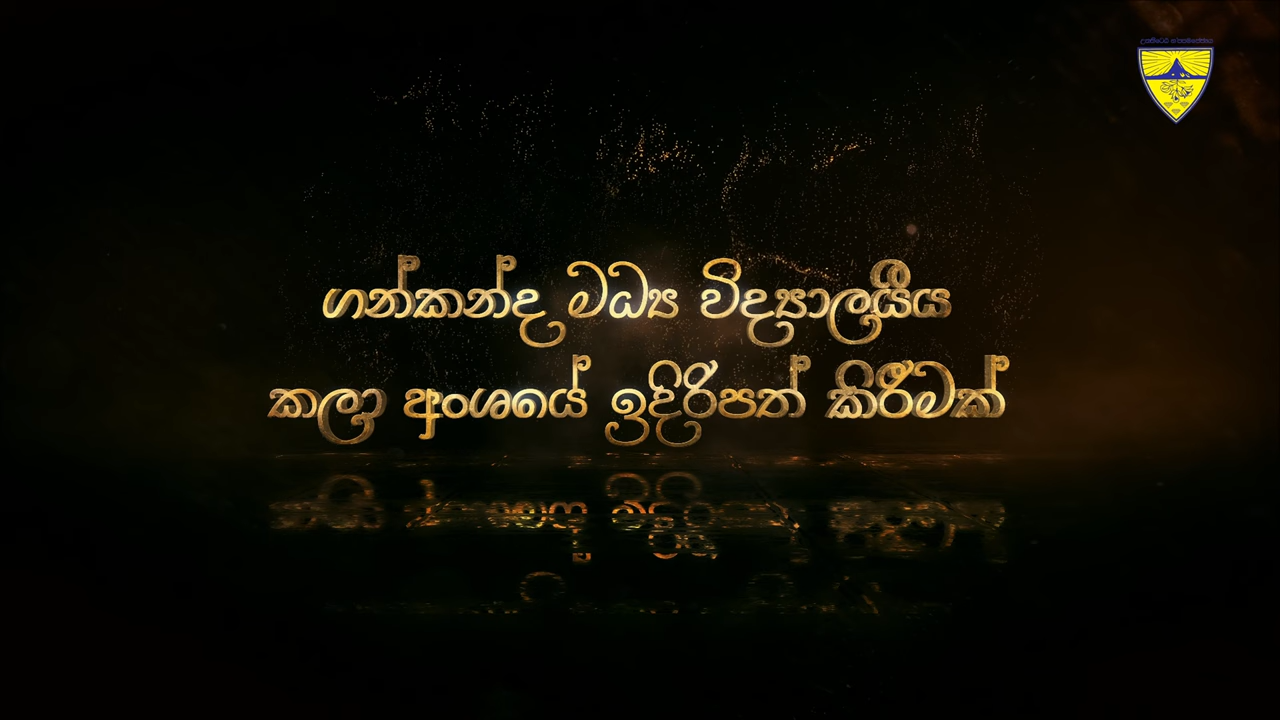 ගන්කන්ද මධ්‍ය විද්‍යාලයීය
කලා අංශයේ ඉදිරිපත් කිරීමක්